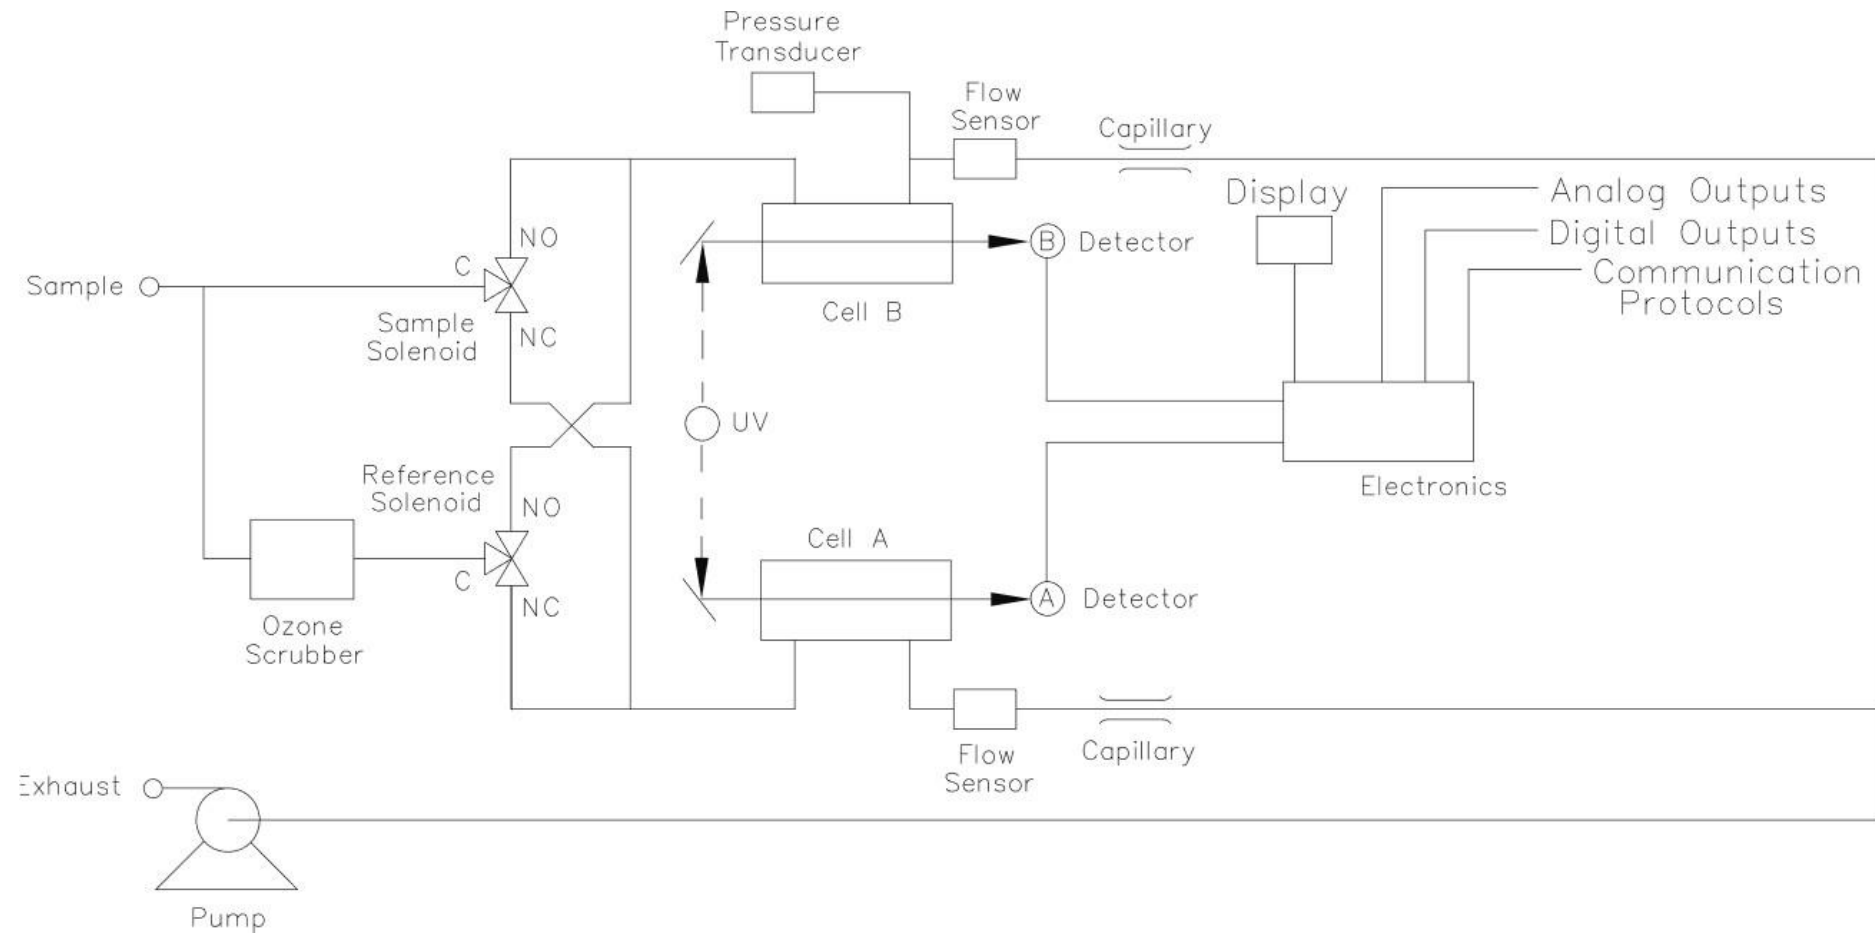 Pressure
Transducer
Flow
Sensor
Capillary
Display
Analog Outputs
Digital Outputs
Communication
Protocols
NO
C
B
Detector
Sample
Cell B
Sample
Solenoid
NC
UV
Reference
Solenoid
Electronics
NO
Cell A
C
NC
A
Detector
Ozone
Scrubber
Flow
Sensor
Capillary
Exhaust
Pump